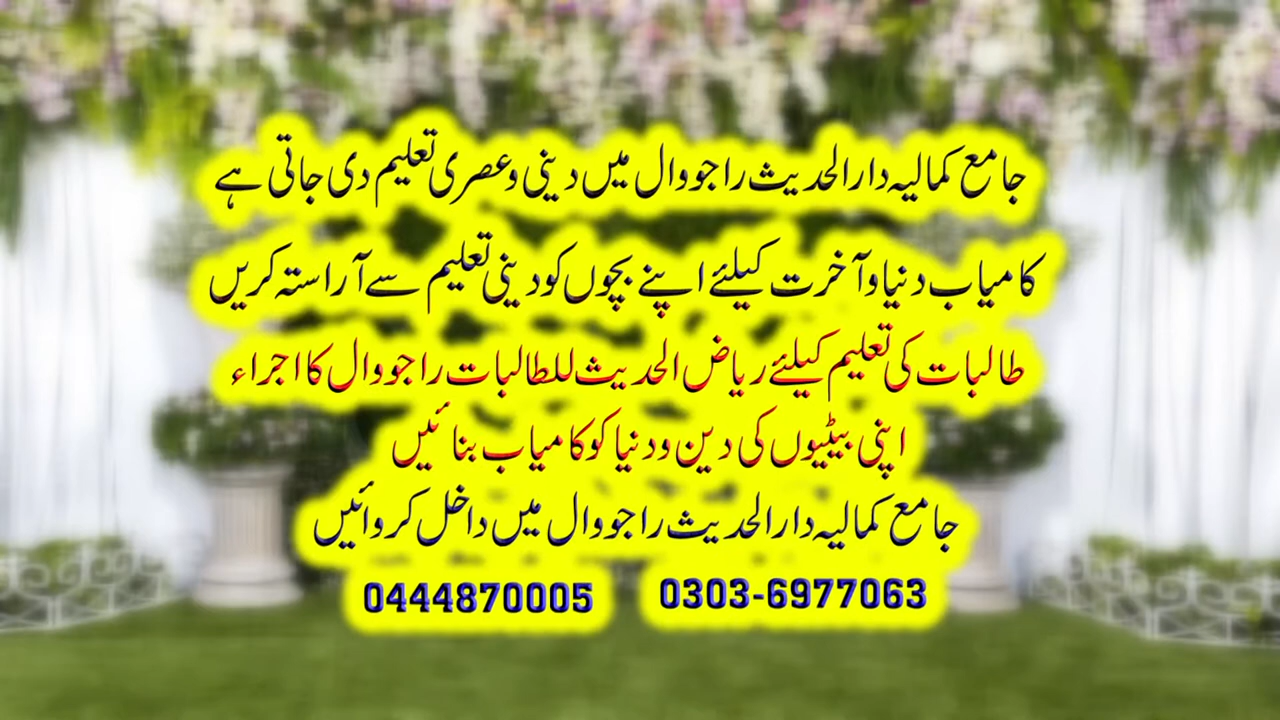 جامع کمالیہ دارالحدیث راجووال میں دینی وعصری تعلیم دی جاتی ہے
کامیاب دنیا وآخرت کیلئے اپنے بچوں کو دینی تعلیم سے آراستہ کریں
طالبات کی تعلیم کیلئے ریاض الحدیث للطالبات راجووال کا اجراء
اپنی بیٹیوں کی دین ودنیا کو کامیاب بنائیں
جامع کمالیہ دارالحدیث راجووال میں داخل کروائیں
0444870005 0303-6977063